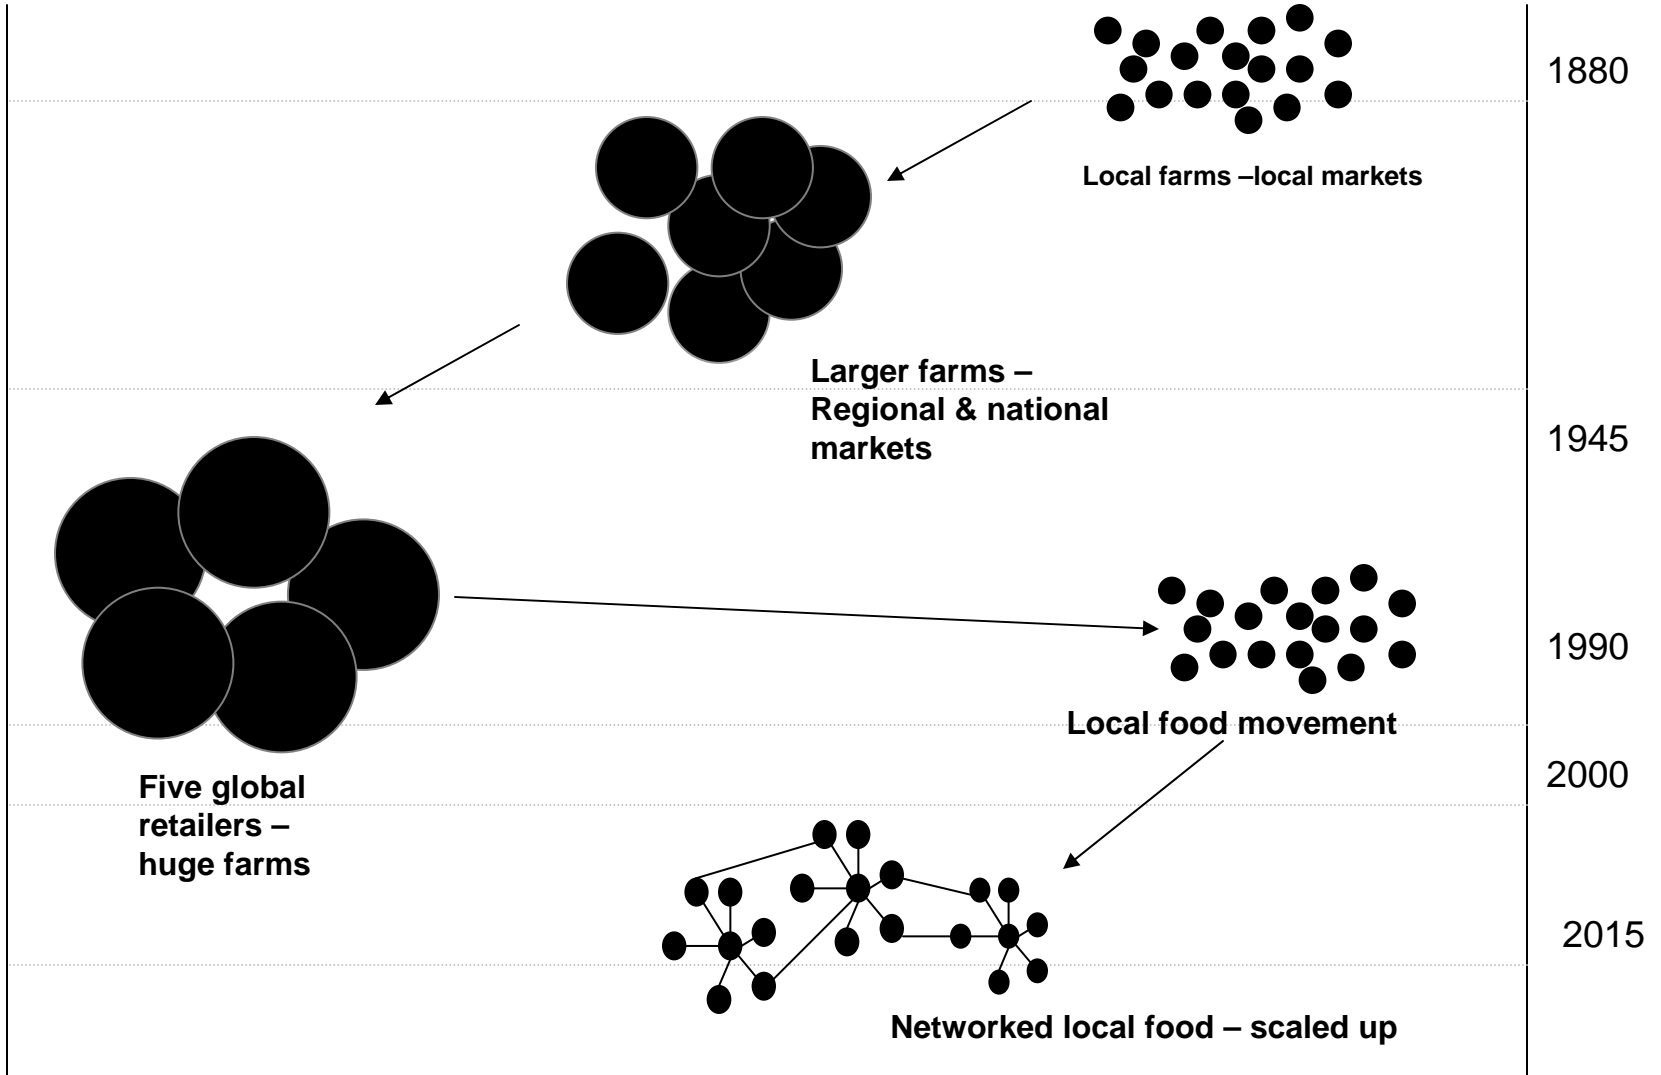 1880
Local farms –local markets
Larger farms –
Regional & national
markets
1945
1990
Local food movement
2000
Five global
retailers –
huge farms
2015
Networked local food – scaled up